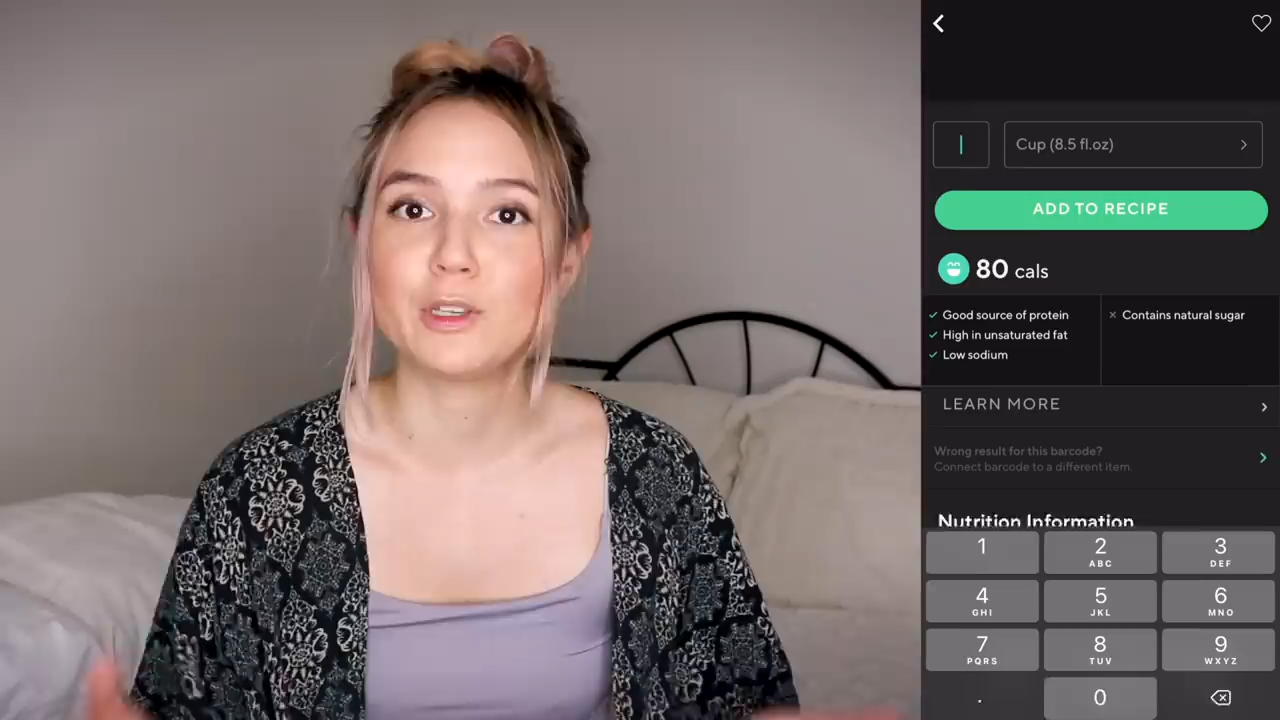 Cup (8.5 fl.oz)
ADD TO RECIPE
80 cals
Good source of protein
High in unsaturated fat
Low sodium
Contains natural sugar
LEARN MORE
Wrong result for this barcode?
Connect barcode to a different item.
Nutrition Information
1
2
ABC
3
DEF
4
GHI
5
JKL
6
MNO
7
PQRS
8
TUV
9
WXYZ
.
0